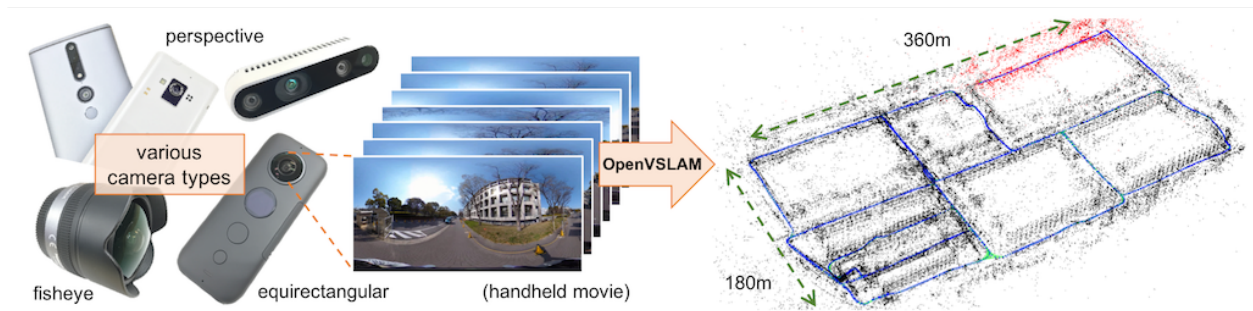 perspective
various
camera types
fisheye
equirectangular
(handheld movie)
OpenVSLAM
360m
180m